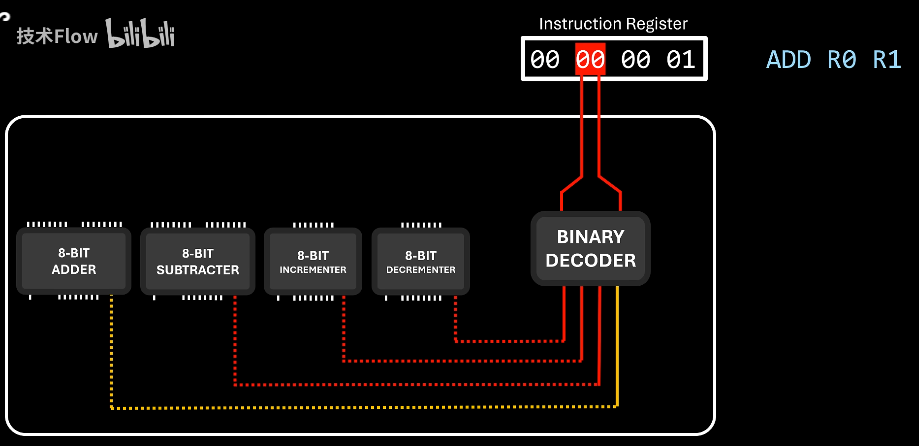 技术Flow bilibili
Instruction Register
00 00 00 01
ADD R0 R1
8-BIT
ADDER
8-BIT
SUBTRACTER
8-BIT
INCREMENTER
8-BIT
DECREMENTER
BINARY
DECODER